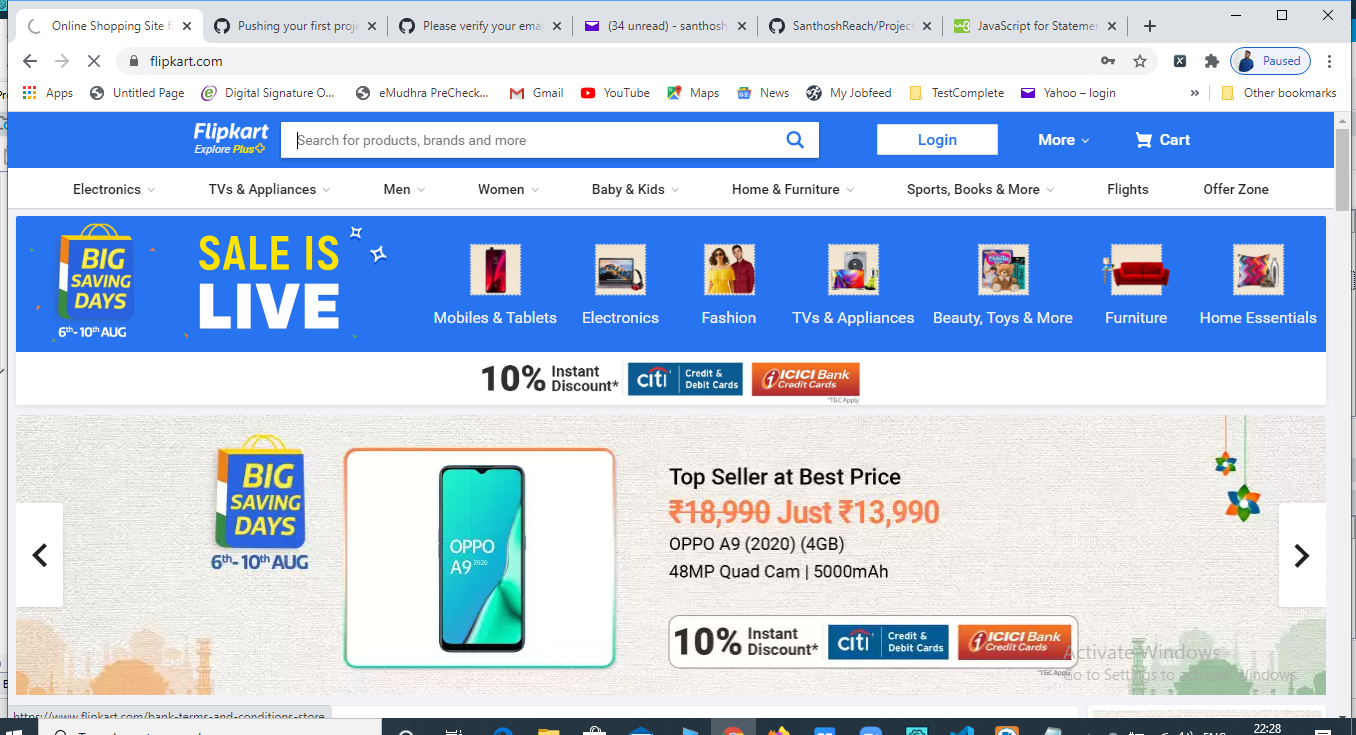 Online Shopping Site f
Pushing your first proje
Please verify your emai
(34 unread) - santhosh
SanthoshReach/Project
JavaScript for Statemen
flipkart.com
Paused
Apps
Untitled Page
Digital Signature O...
eMudhra PreCheck...
Gmail
YouTube
Maps
News
My Jobfeed
TestComplete
Yahoo – login
»
Other bookmarks
Flipkart
Explore Plus
Search for products, brands and more
Login
More
Cart
Electronics
TVs & Appliances
Men
Women
Baby & Kids
Home & Furniture
Sports, Books & More
Flights
Offer Zone
BIG
SAVING
DAYS
6th-10th AUG
SALE IS
LIVE
Mobiles & Tablets
Electronics
Fashion
TVs & Appliances
Beauty, Toys & More
Furniture
Home Essentials
10% Instant
Discount*
citi
Credit &
Debit Cards
ICICI Bank
Credit Cards
*T&C Apply
BIG
SAVING
DAYS
6th-10th AUG
OPPO
A9 2020
Top Seller at Best Price
₹18,990 Just ₹13,990
OPPO A9 (2020) (4GB)
48MP Quad Cam | 5000mAh
10% Instant
Discount*
citi
Credit &
Debit Cards
ICICI Bank
Credit Cards
*T&C Apply
Activate Windows
Go to Settings to activate Windows.
https://www.flipkart.com/bank-terms-and-conditions-store
ENG
22:28